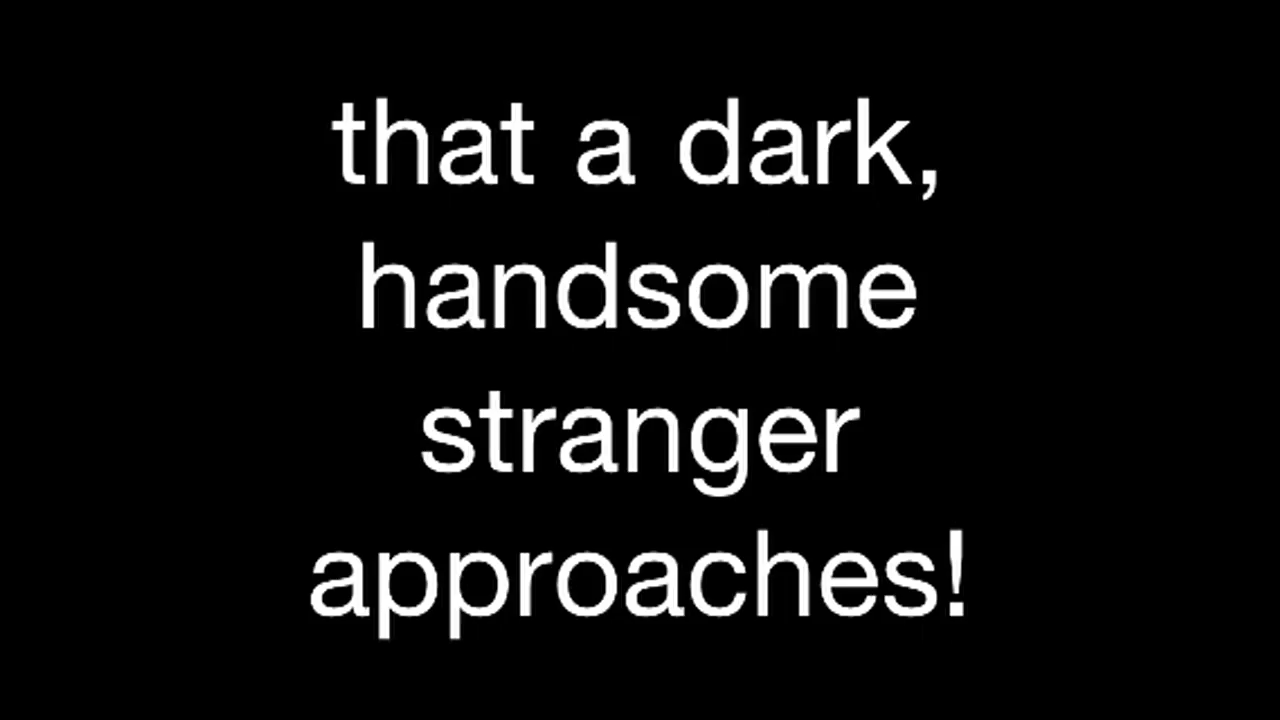 that a dark,
handsome
stranger
approaches!